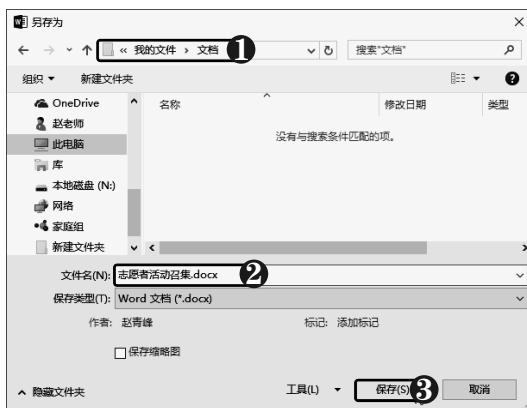 另存为
« 我的文件 › 文档 1 搜索"文档"
组织 新建文件夹
OneDrive
赵老师
此电脑
库
本地磁盘 (N:)
网络
家庭组
新建文件夹
名称 修改日期 类型
没有与搜索条件匹配的项。
文件名(N): 志愿者活动召集.docx 2
保存类型(T): Word 文档 (*.docx)
作者: 赵青峰 标记: 添加标记
保存缩略图
隐藏文件夹 工具(L) 保存(S) 3 取消